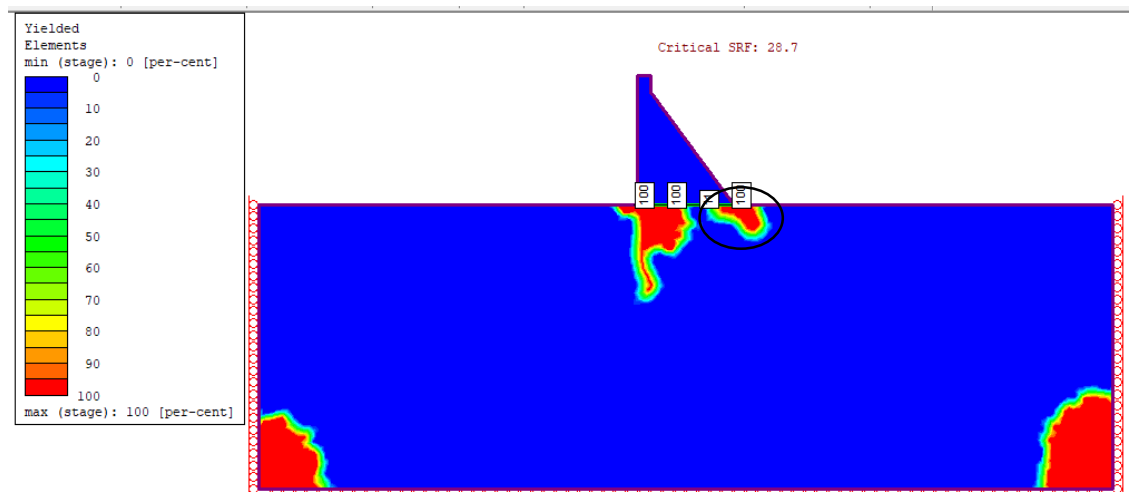 Yielded
Elements
min (stage): 0 [per-cent]
0
10
20
30
40
50
60
70
80
90
100
max (stage): 100 [per-cent]
Critical SRF: 28.7
100
100
100